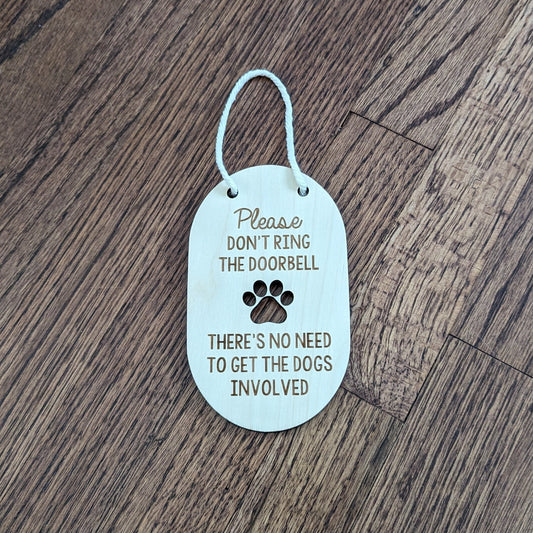 Please
DON'T RING
THE DOORBELL
THERE'S NO NEED
TO GET THE DOGS
INVOLVED